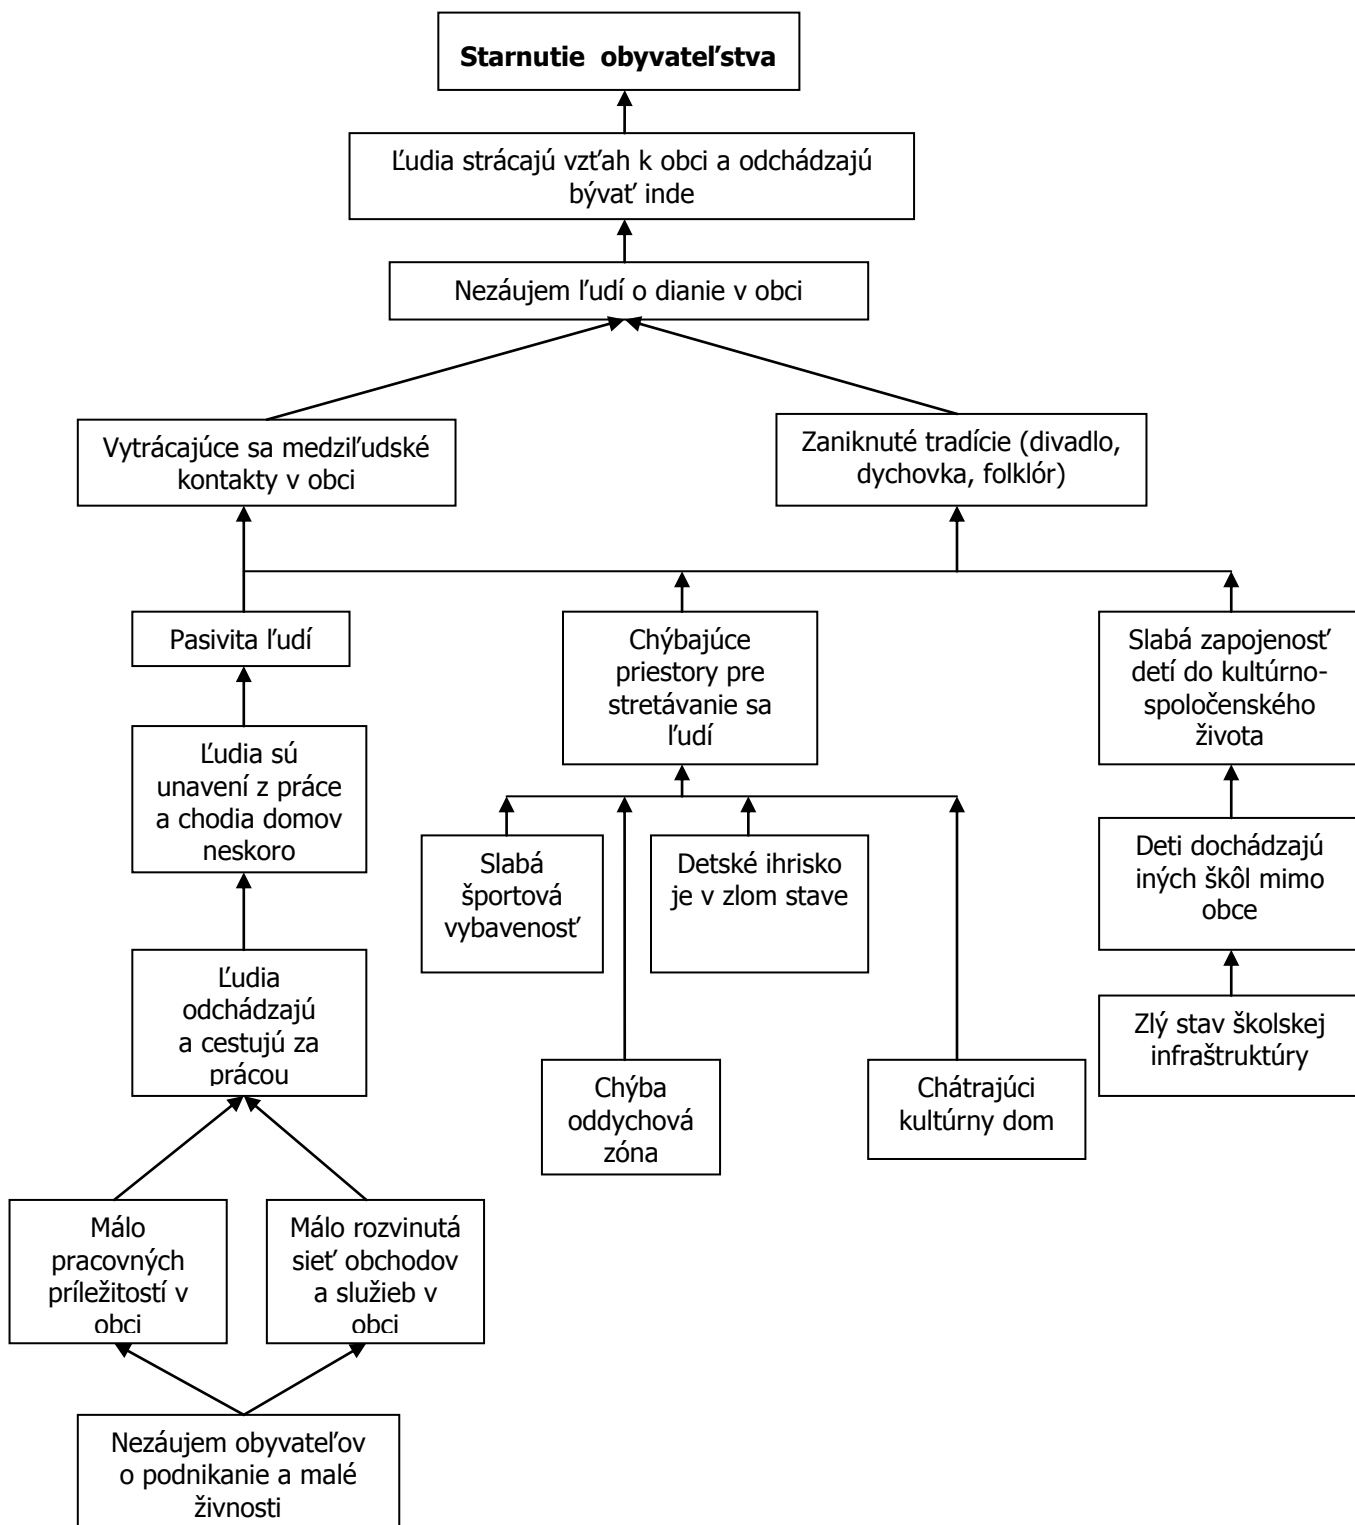 Starnutie  obyvateľstva
Ľudia strácajú vzťah k obci a odchádzajú
bývať inde
Nezáujem ľudí o dianie v obci
Vytrácajúce sa medziľudské
kontakty v obci
Zaniknuté tradície (divadlo,
dychovka, folklór)
Pasivita ľudí
Chýbajúce
priestory pre
stretávanie sa
ľudí
Slabá zapojenosť
detí do kultúrno-
spoločenského
života
Ľudia sú
unavení z práce
a chodia domov
neskoro
Slabá
športová
vybavenosť
Detské ihrisko
je v zlom stave
Deti dochádzajú
iných škôl mimo
obce
Ľudia
odchádzajú
a cestujú za
prácou
Chýba
oddychová
zóna
Chátrajúci
kultúrny dom
Zlý stav školskej
infraštruktúry
Málo
pracovných
príležitostí v
obci
Málo rozvinutá
sieť obchodov
a služieb v
obci
Nezáujem obyvateľov
o podnikanie a malé
živnosti